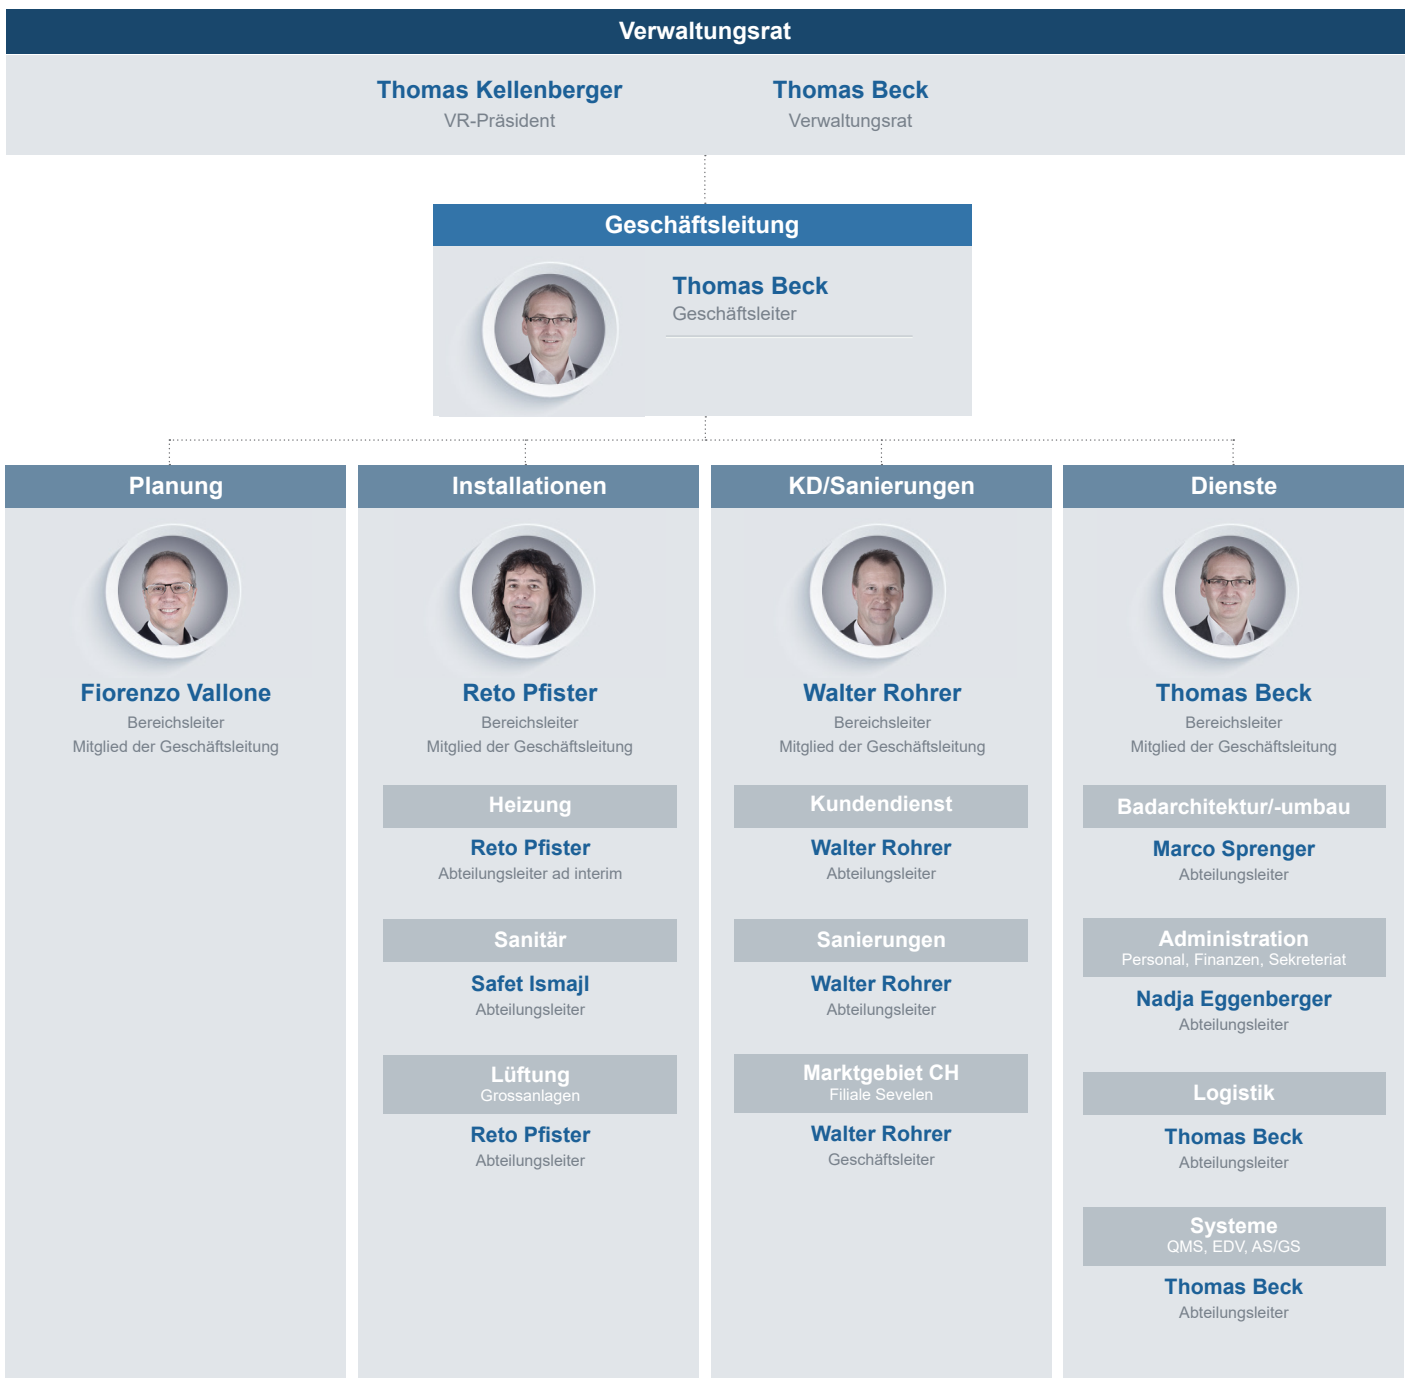 Verwaltungsrat
Thomas Kellenberger
VR-Präsident
Thomas Beck
Verwaltungsrat
Geschäftsleitung
Thomas Beck
Geschäftsleiter
Planung
Fiorenzo Vallone
Bereichsleiter
Mitglied der Geschäftsleitung
Installationen
Reto Pfister
Bereichsleiter
Mitglied der Geschäftsleitung
Heizung
Reto Pfister
Abteilungsleiter ad interim
Sanitär
Safet Ismajl
Abteilungsleiter
Lüftung
Grossanlagen
Reto Pfister
Abteilungsleiter
KD/Sanierungen
Walter Rohrer
Bereichsleiter
Mitglied der Geschäftsleitung
Kundendienst
Walter Rohrer
Abteilungsleiter
Sanierungen
Walter Rohrer
Abteilungsleiter
Marktgebiet CH
Filiale Sevelen
Walter Rohrer
Geschäftsleiter
Dienste
Thomas Beck
Bereichsleiter
Mitglied der Geschäftsleitung
Badarchitektur/-umbau
Marco Sprenger
Abteilungsleiter
Administration
Personal, Finanzen, Sekreteriat
Nadja Eggenberger
Abteilungsleiter
Logistik
Thomas Beck
Abteilungsleiter
Systeme
QMS, EDV, AS/GS
Thomas Beck
Abteilungsleiter